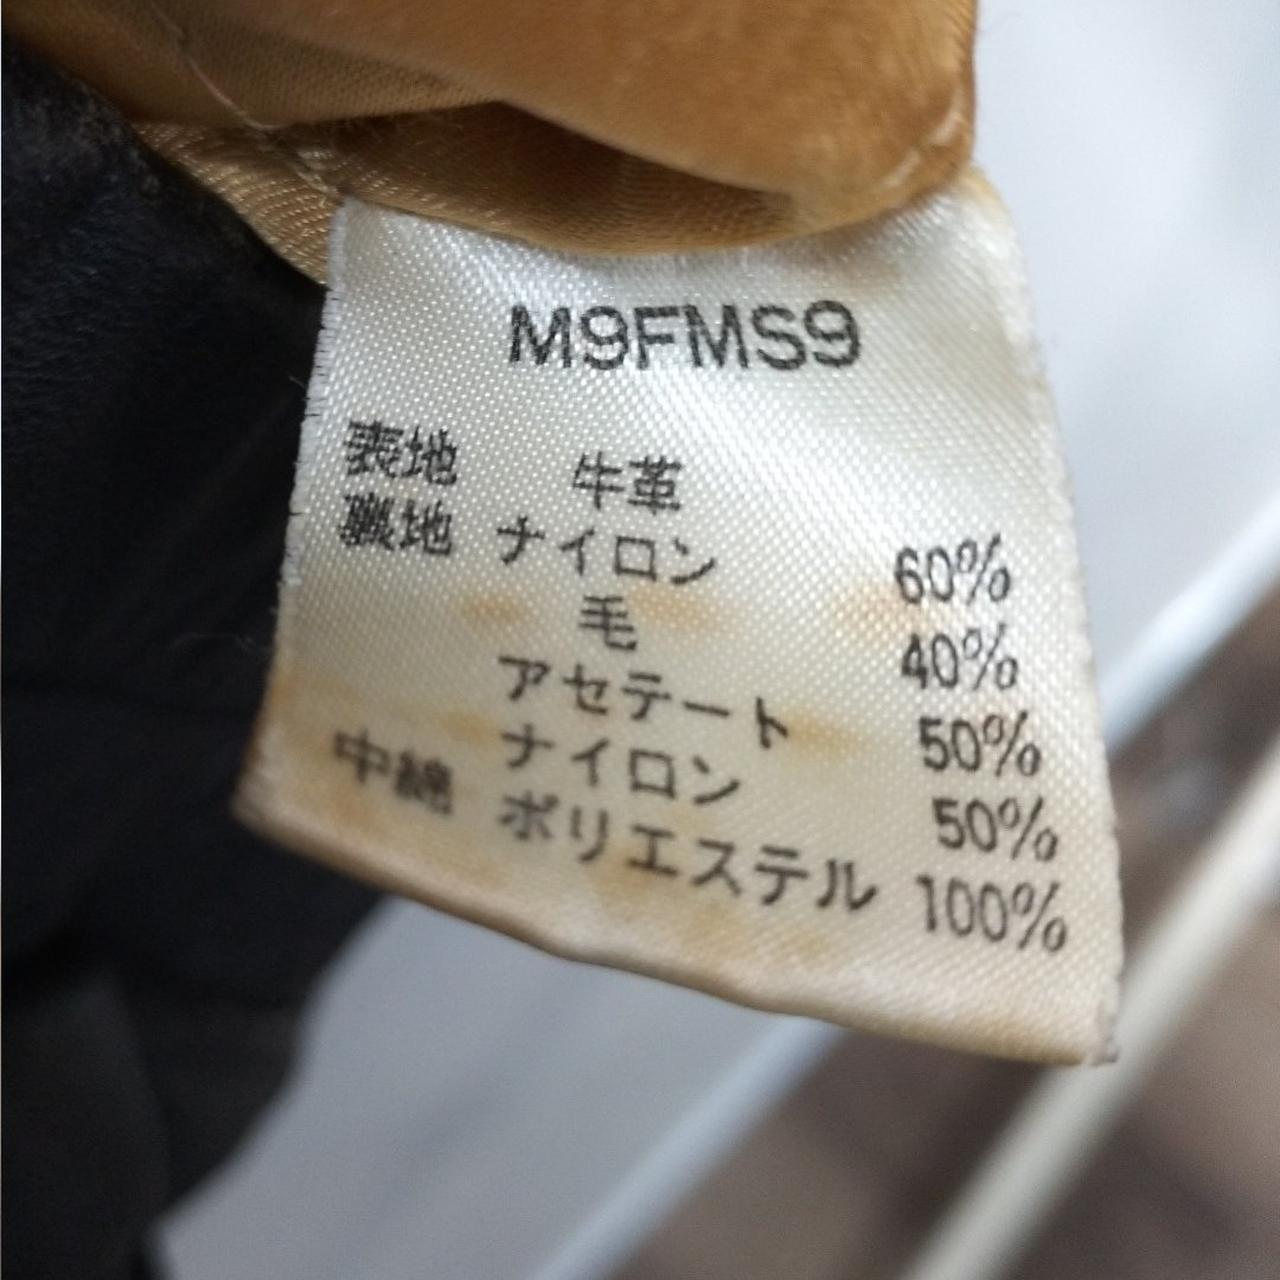 M9FMS9
表地 牛革
裏地 ナイロン 60%
毛 40%
アセテート 50%
ナイロン 50%
中綿 ポリエステル 100%